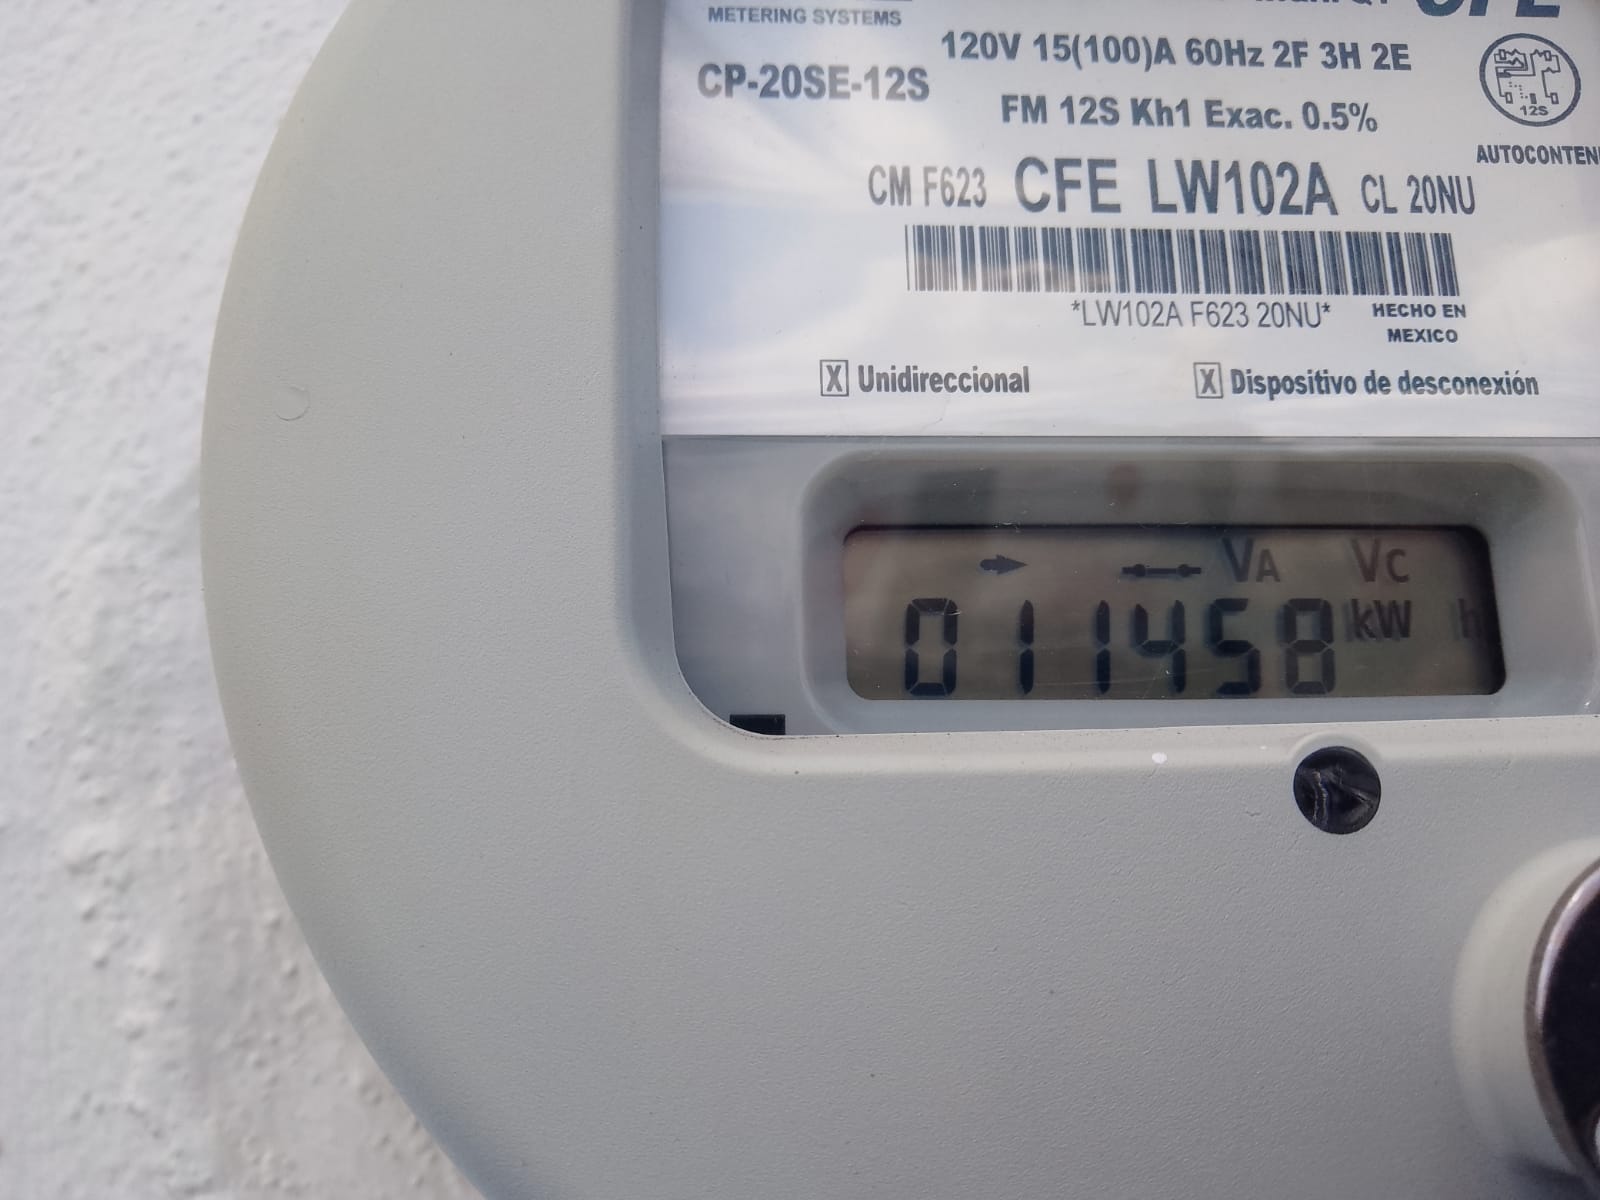 METERING SYSTEMS
CP-20SE-12S
120V 15(100)A 60Hz 2F 3H 2E
FM 12S Kh1 Exac. 0.5%
12S
CM F623 CFE LW102A CL 20NU
*LW102A F623 20NU*
HECHO EN
MEXICO
X Unidireccional
X Dispositivo de desconexión
VA VC
011458 kW h